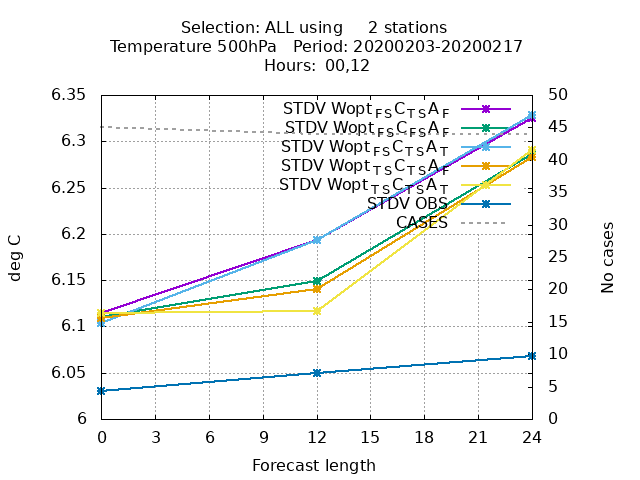 Selection: ALL using 2 stations
Temperature 500hPa Period: 20200203-20200217
Hours: 00,12
6.35
6.3
6.25
6.2
6.15
6.1
6.05
6
deg C
50
45
40
35
30
25
20
15
10
5
0
No cases
STDV Wopt FS C TS A F
STDV Wopt FS C FS A F
STDV Wopt FS C TS A T
STDV Wopt TS C TS A F
STDV Wopt TS C TS A T
STDV OBS
CASES
0 3 6 9 12 15 18 21 24
Forecast length